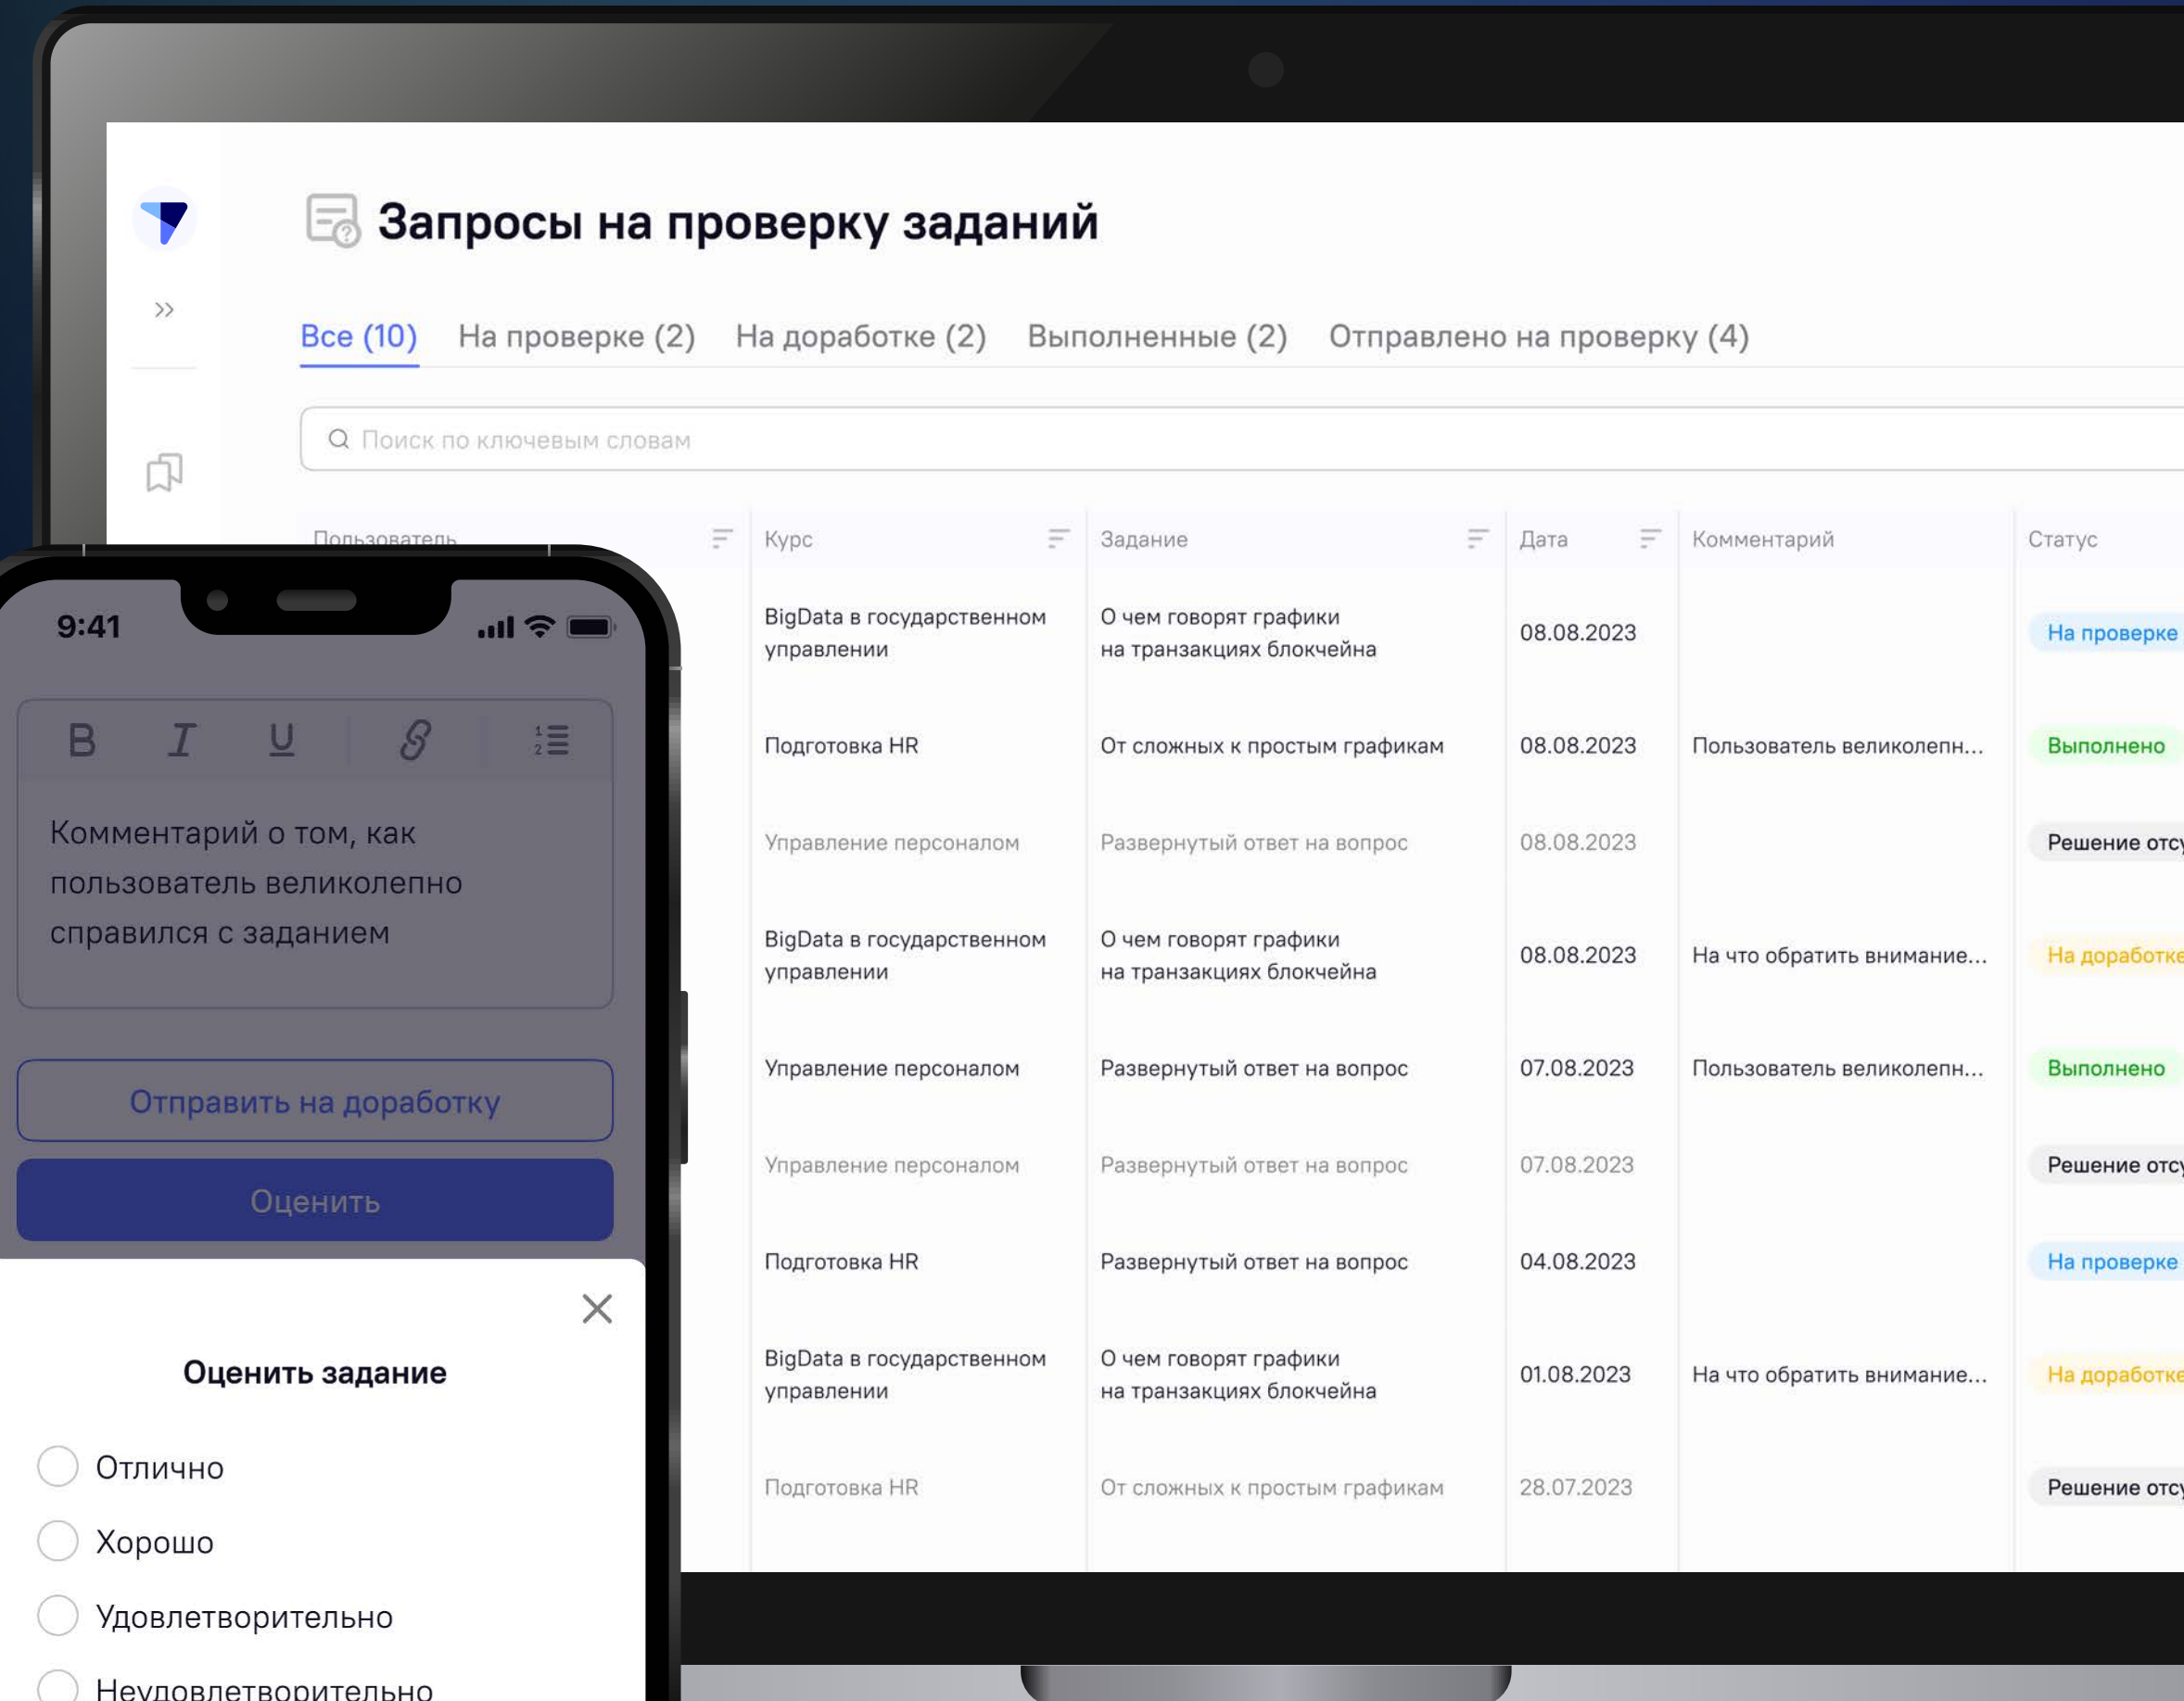 Запросы на проверку заданий
Все (10) На проверке (2) На доработке (2) Выполненные (2) Отправлено на проверку (4)
Поиск по ключевым словам
Пользователь Курс Задание Дата Комментарий Статус
BigData в государственном
управлении
О чем говорят графики
на транзакциях блокчейна
08.08.2023
На проверке
Подготовка HR От сложных к простым графикам 08.08.2023 Пользователь великолепн... Выполнено
Управление персоналом Развернутый ответ на вопрос 08.08.2023 Решение
BigData в государственном
управлении
О чем говорят графики
на транзакциях блокчейна
08.08.2023
На что обратить внимание...
На доработке
Управление персоналом Развернутый ответ на вопрос 07.08.2023 Пользователь великолепн... Выполнено
Управление персоналом Развернутый ответ на вопрос 07.08.2023 Решение
Подготовка HR Развернутый ответ на вопрос 04.08.2023 На проверке
BigData в государственном
управлении
О чем говорят графики
на транзакциях блокчейна
01.08.2023
На что обратить внимание...
На доработке
Подготовка HR От сложных к простым графикам 28.07.2023 Решение
9:41
B I U
Комментарий о том, как
пользователь великолепно
справился с заданием
Отправить на доработку
Оценить
Оценить задание
Отлично
Хорошо
Удовлетворительно
Неудовлетворительно